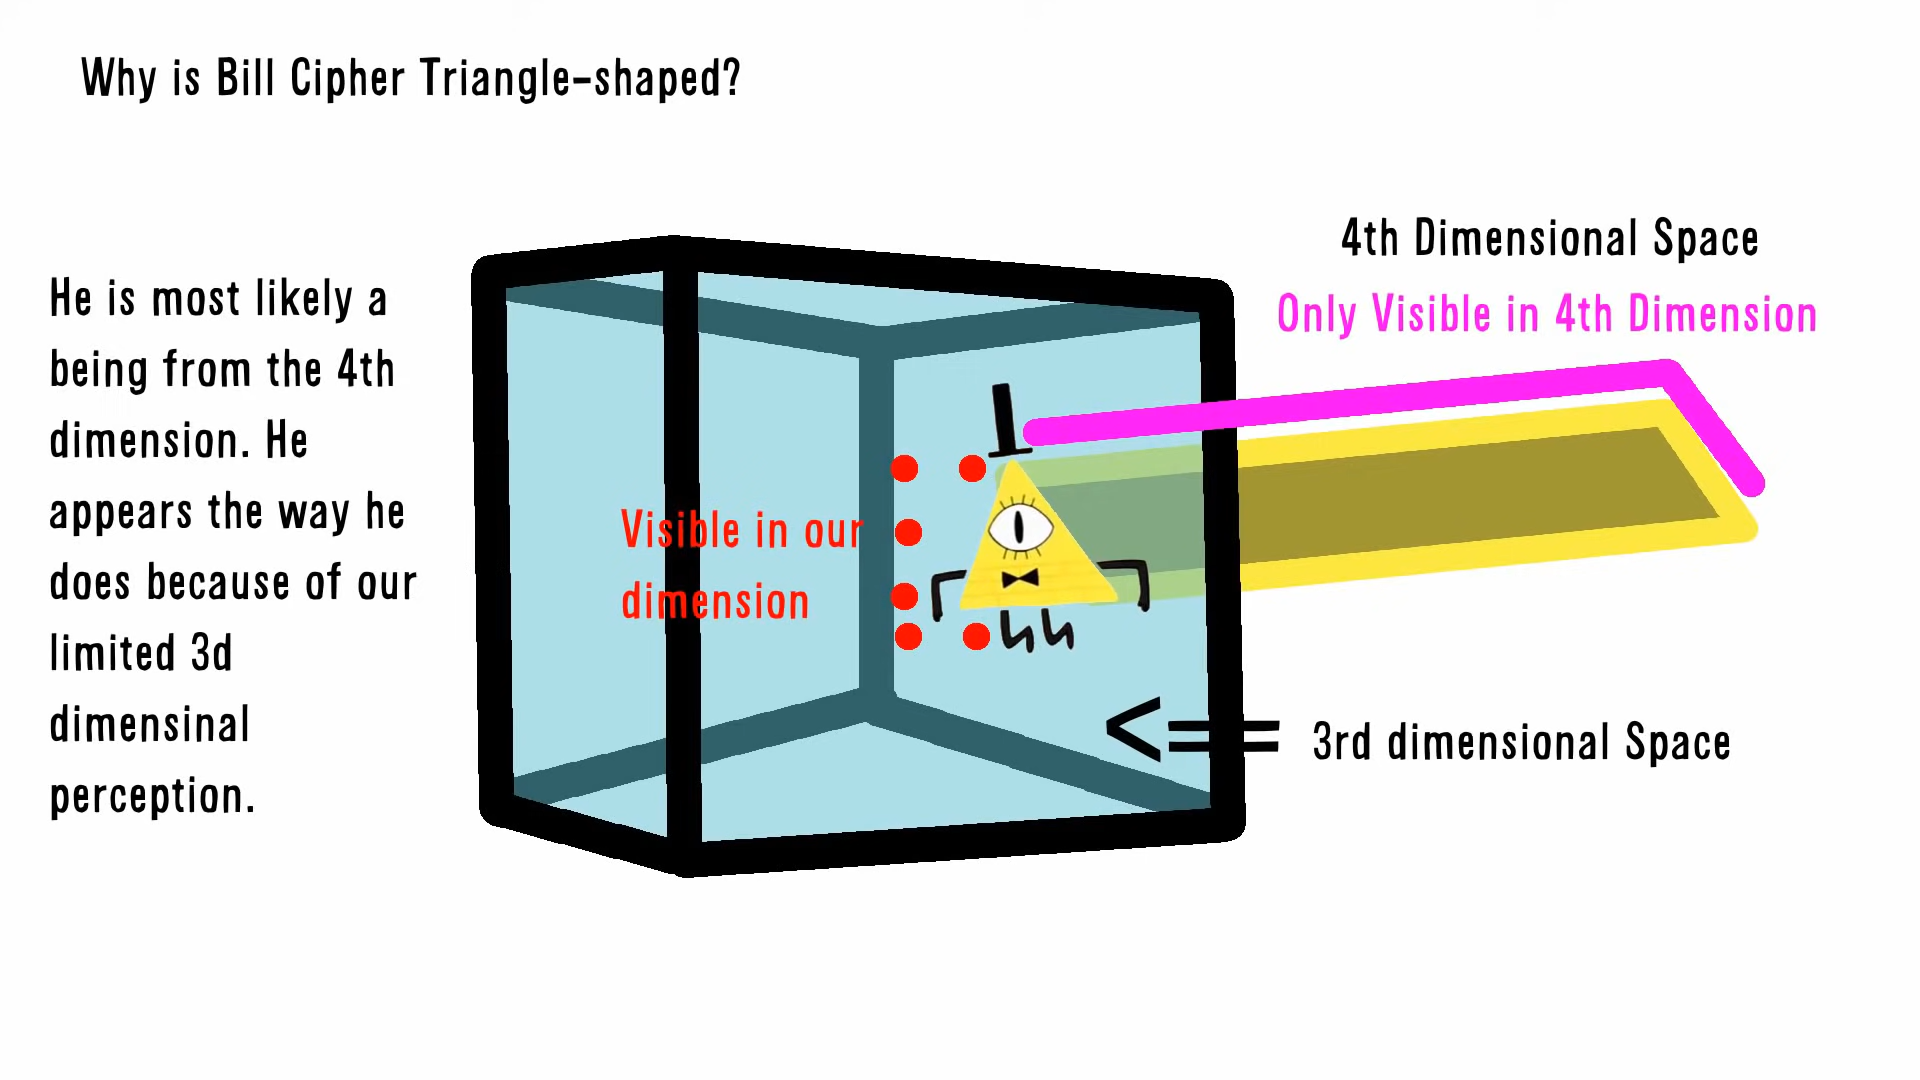 Why is Bill Cipher Triangle-shaped?
He is most likely a
being from the 4th
dimension. He
appears the way he
does because of our
limited 3d
dimensinal
perception.
Visible in our
dimension
4th Dimensional Space
Only Visible in 4th Dimension
<== 3rd dimensional Space